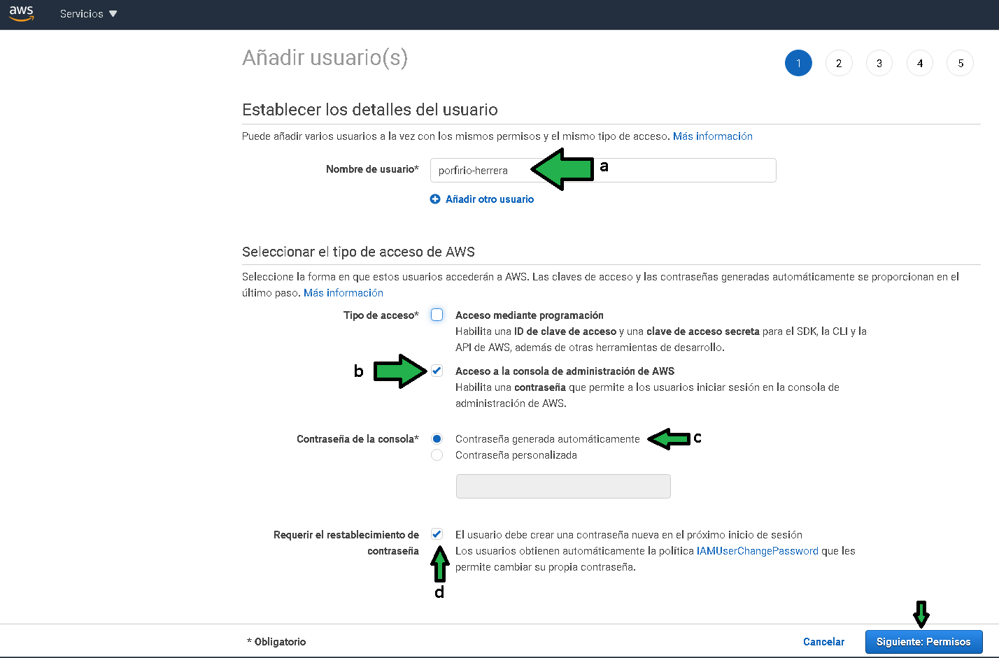 aws Servicios
Añadir usuario(s)
1 2 3 4 5
Establecer los detalles del usuario
Puede añadir varios usuarios a la vez con los mismos permisos y el mismo tipo de acceso. Más información
Nombre de usuario* porfirio-herrera a
Añadir otro usuario
Seleccionar el tipo de acceso de AWS
Seleccione la forma en que estos usuarios accederán a AWS. Las claves de acceso y las contraseñas generadas automáticamente se proporcionan en el
último paso. Más información
Tipo de acceso* Acceso mediante programación
Habilita una ID de clave de acceso y una clave de acceso secreta para el SDK, la CLI y la
API de AWS, además de otras herramientas de desarrollo.
b Acceso a la consola de administración de AWS
Habilita una contraseña que permite a los usuarios iniciar sesión en la consola de
administración de AWS.
Contraseña de la consola* Contraseña generada automáticamente c
Contraseña personalizada
Requerir el restablecimiento de El usuario debe crear una contraseña nueva en el próximo inicio de sesión
contraseña Los usuarios obtienen automáticamente la política IAMUserChangePassword que les
permite cambiar su propia contraseña.
d
* Obligatorio Cancelar Siguiente: Permisos